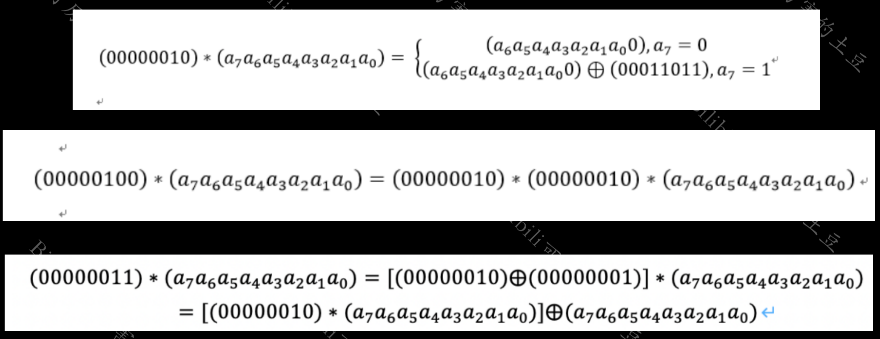 (00000010) * (a₇a₆a₅a₄a₃a₂a₁a₀) = { (a₆a₅a₄a₃a₂a₁a₀0), a₇ = 0
(a₆a₅a₄a₃a₂a₁a₀0) ⊕ (00011011), a₇ = 1
(00000100) * (a₇a₆a₅a₄a₃a₂a₁a₀) = (00000010) * (00000010) * (a₇a₆a₅a₄a₃a₂a₁a₀)
(00000011) * (a₇a₆a₅a₄a₃a₂a₁a₀) = [(00000010)⊕(00000001)] * (a₇a₆a₅a₄a₃a₂a₁a₀)
= [(00000010) * (a₇a₆a₅a₄a₃a₂a₁a₀)]⊕(a₇a₆a₅a₄a₃a₂a₁a₀)